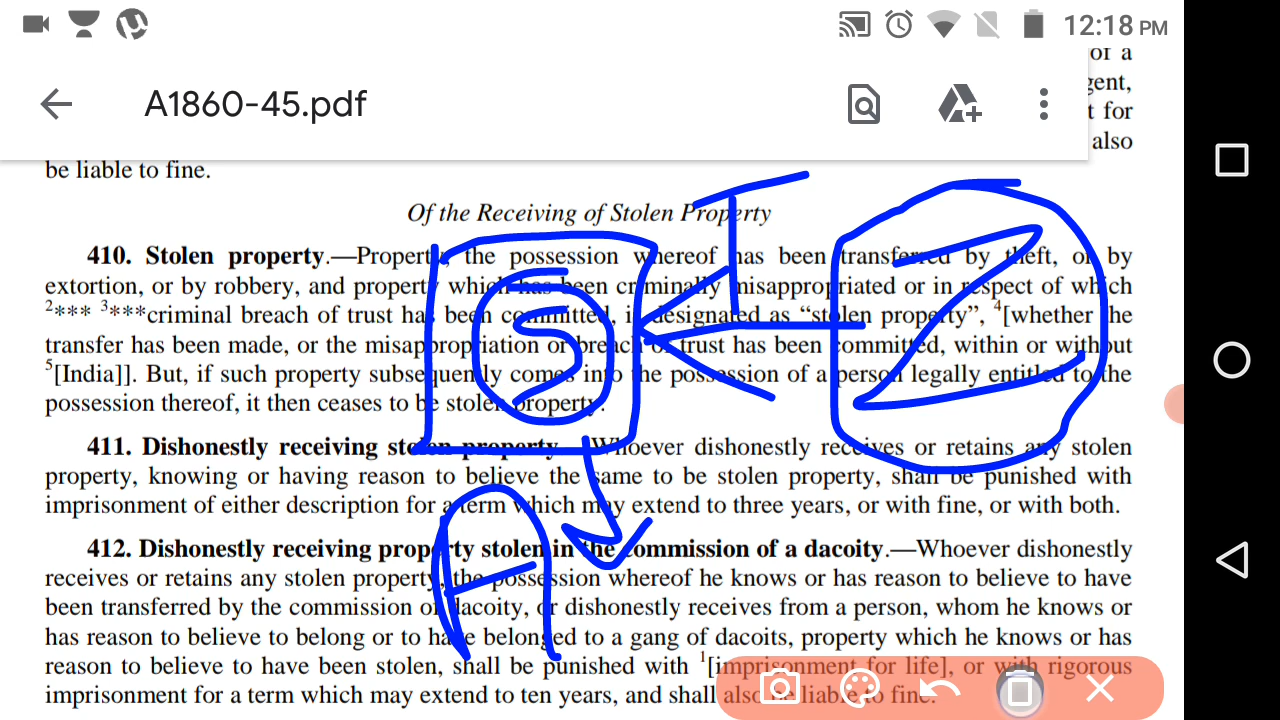 12:18 PM
of a
A1860-45.pdf
gent,
t for
also
be liable to fine.
Of the Receiving of Stolen Property
410. Stolen property.—Property, the possession whereof has been transferred by theft, or by
extortion, or by robbery, and property which has been criminally misappropriated or in respect of which
2*** 3***criminal breach of trust has been committed, is designated as “stolen property”, 4[whether the
transfer has been made, or the misappropriation or breach of trust has been committed, within or without
5[India]]. But, if such property subsequently comes into the possession of a person legally entitled to the
possession thereof, it then ceases to be stolen property.
411. Dishonestly receiving stolen property.—Whoever dishonestly receives or retains any stolen
property, knowing or having reason to believe the same to be stolen property, shall be punished with
imprisonment of either description for a term which may extend to three years, or with fine, or with both.
412. Dishonestly receiving property stolen in the commission of a dacoity.—Whoever dishonestly
receives or retains any stolen property, the possession whereof he knows or has reason to believe to have
been transferred by the commission of dacoity, or dishonestly receives from a person, whom he knows or
has reason to believe to belong or to have belonged to a gang of dacoits, property which he knows or has
reason to believe to have been stolen, shall be punished with 1[imprisonment for life], or with rigorous
imprisonment for a term which may extend to ten years, and shall also be liable to fine.
S
I
Z
A